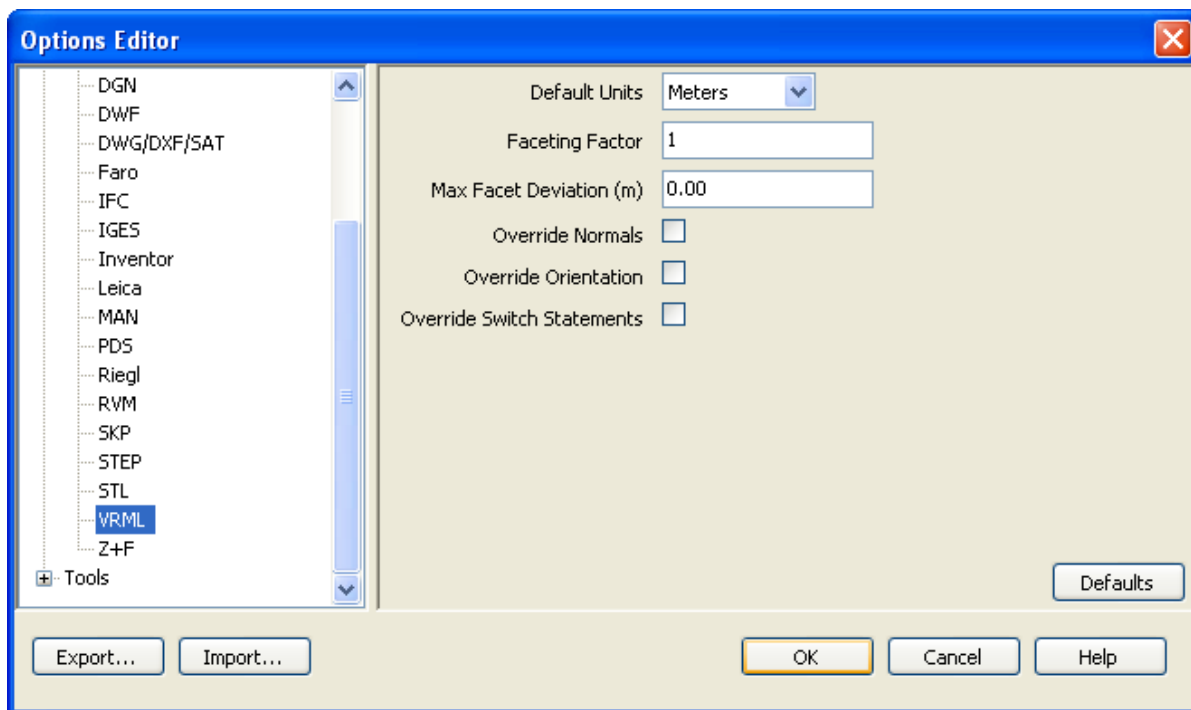 Options Editor
DGN
DWF
DWG/DXF/SAT
Faro
IFC
IGES
Inventor
Leica
MAN
PDS
Riegl
RVM
SKP
STEP
STL
VRML
Z+F
Tools
Default Units Meters
Faceting Factor 1
Max Facet Deviation (m) 0.00
Override Normals
Override Orientation
Override Switch Statements
Defaults
Export... Import... OK Cancel Help